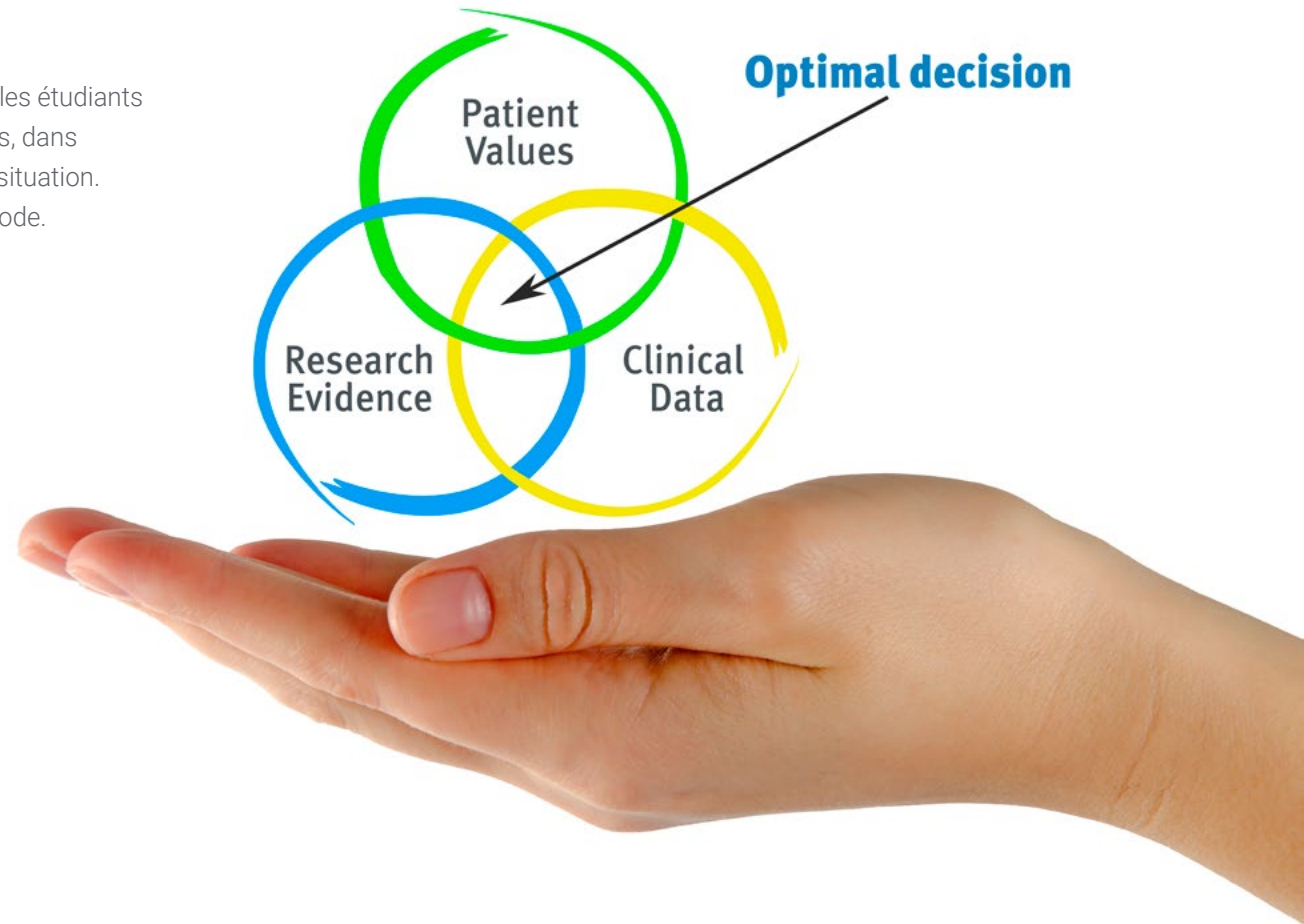 les étudiants
s, dans
situation.
ode.
Optimal decision
Patient
Values
Research
Evidence
Clinical
Data